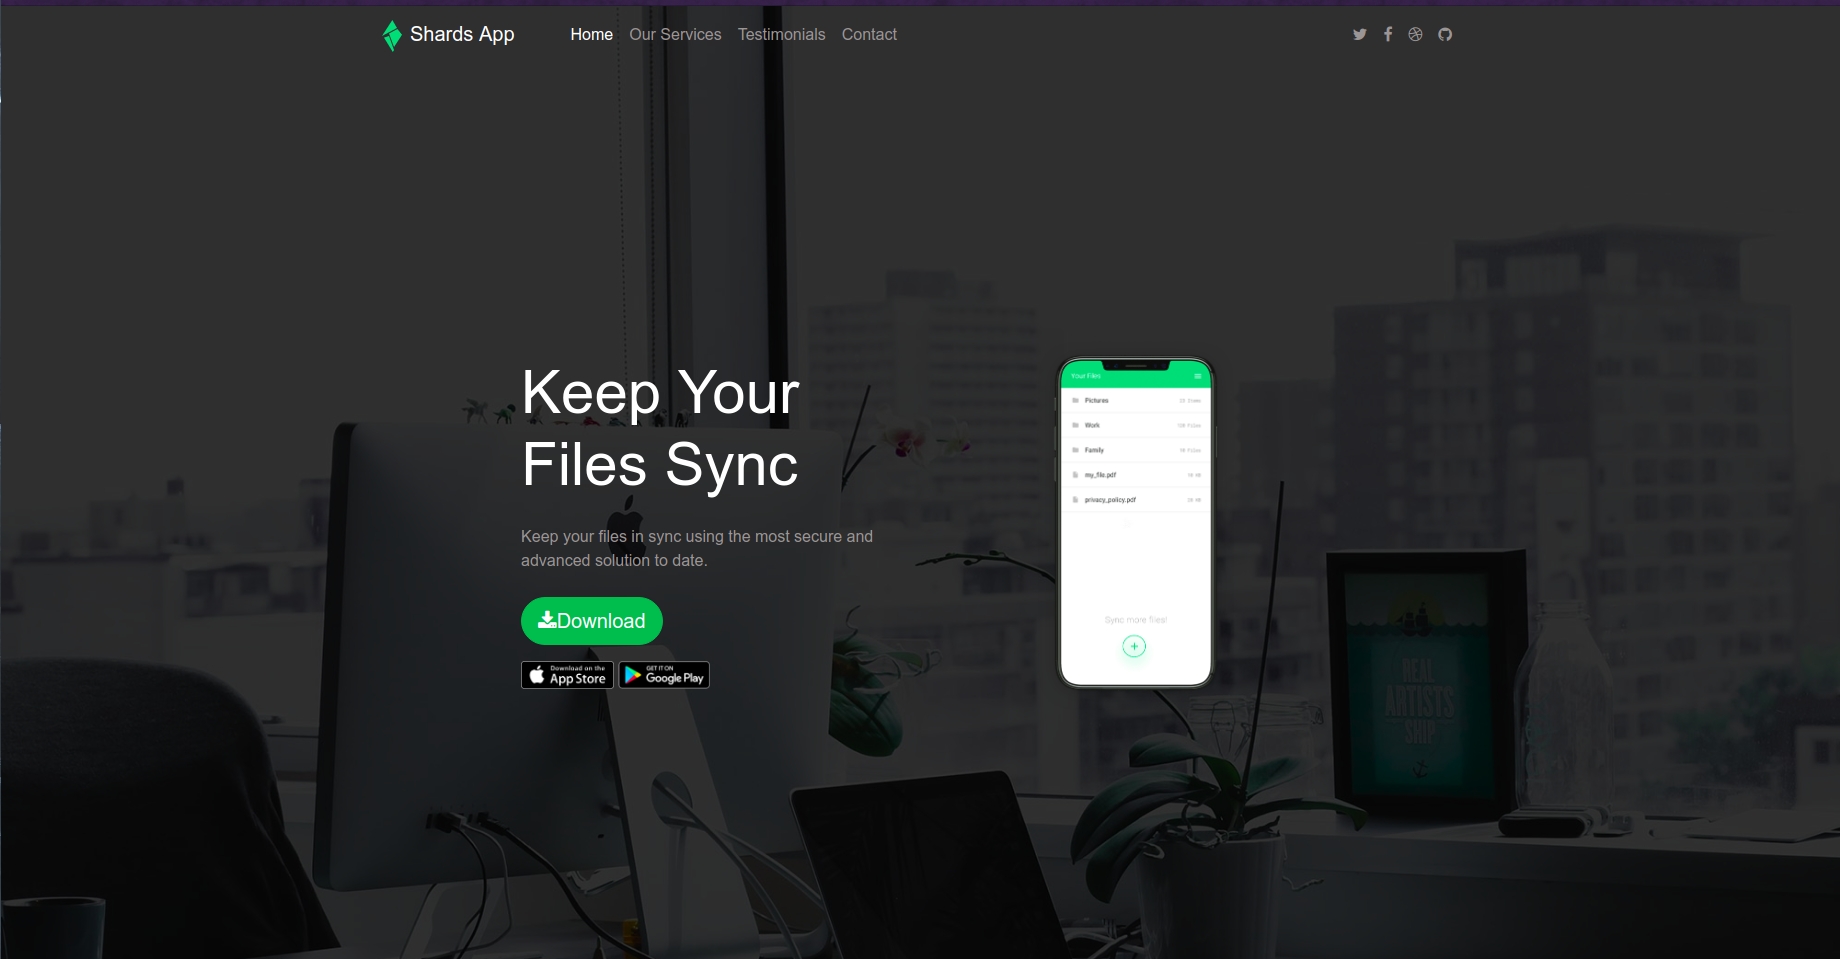 Shards App
Home Our Services Testimonials Contact
Keep Your
Files Sync
Keep your files in sync using the most secure and
advanced solution to date.
Download
Download on the
App Store
GET IT ON
Google Play
Your Files
Pictures
Work
Family
my_file.pdf
privacy_policy.pdf
Sync more files!
REAL
ARTISTS
SHIP